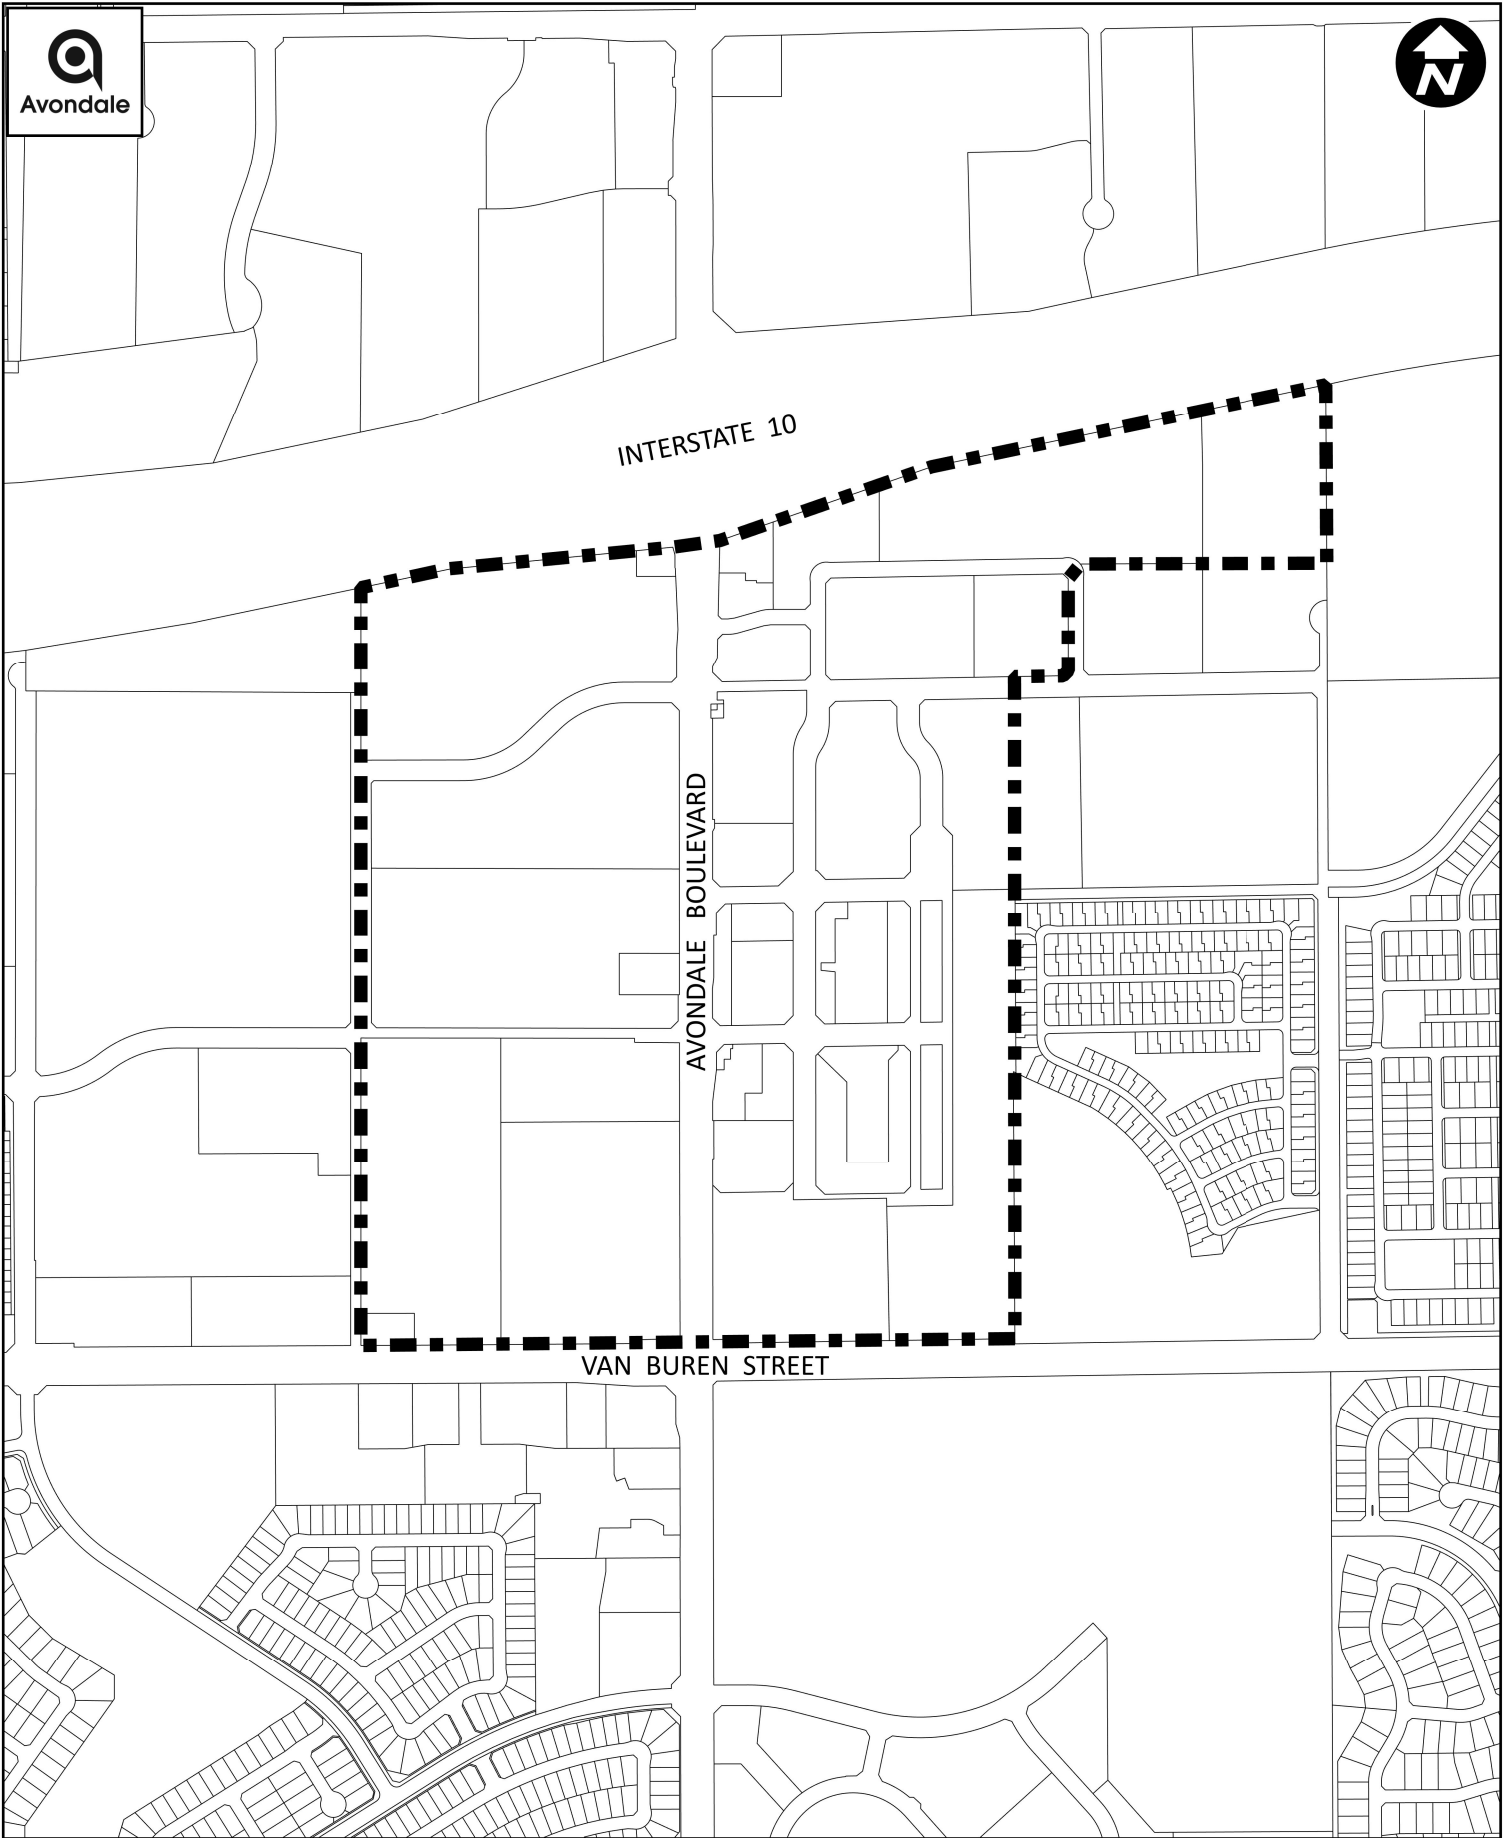 Avondale
N
INTERSTATE 10
AVONDALE BOULEVARD
VAN BUREN STREET